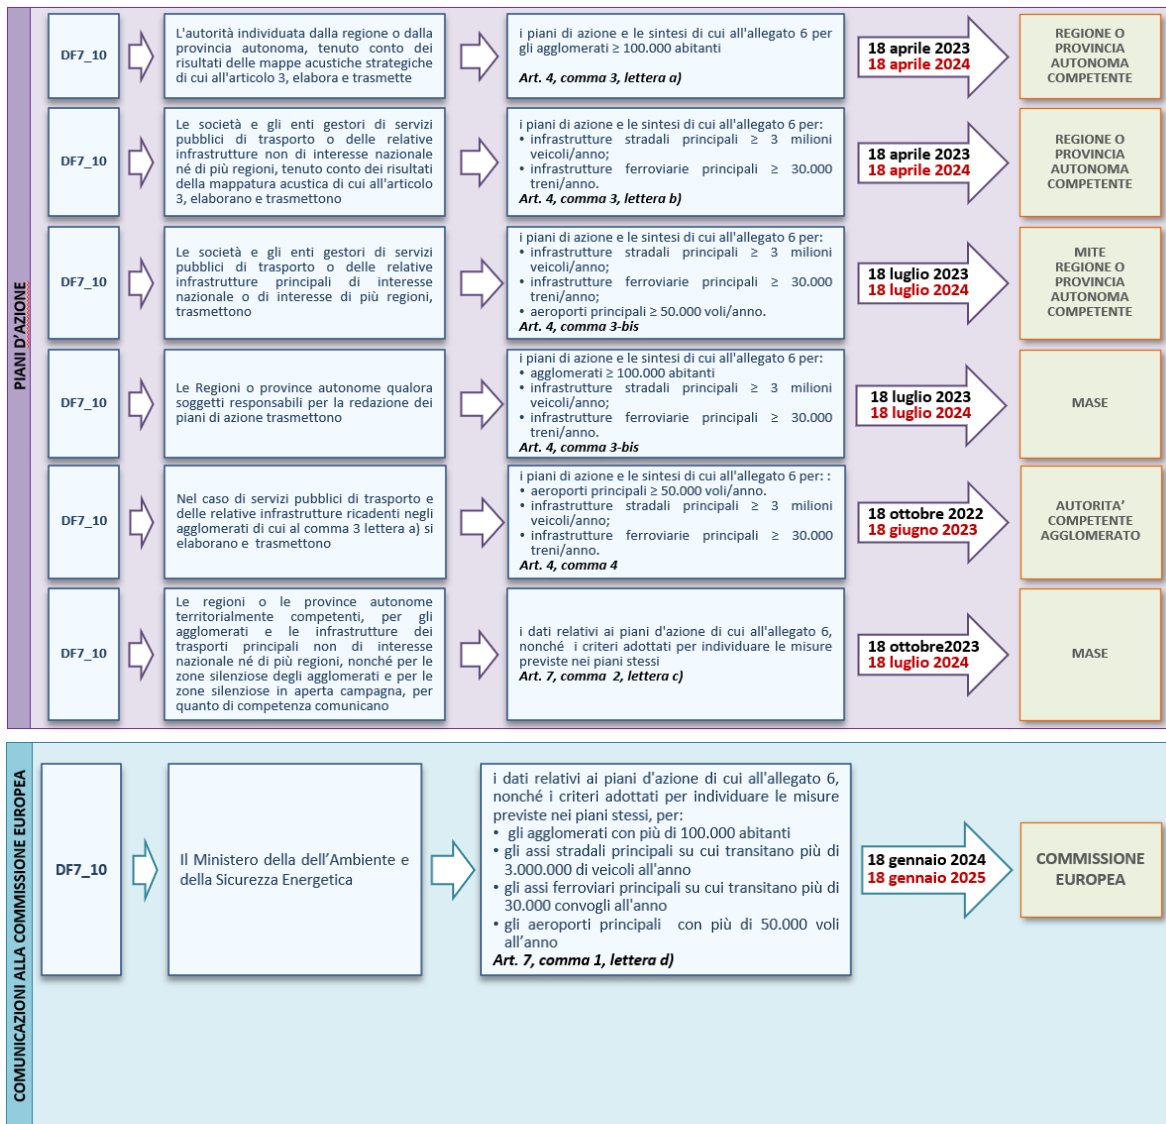 PIANI D'AZIONE
DF7_10
L'autorità individuata dalla regione o dalla
provincia autonoma, tenuto conto dei
risultati delle mappe acustiche strategiche
di cui all'articolo 3, elabora e trasmette
i piani di azione e le sintesi di cui all'allegato 6 per
gli agglomerati ≥ 100.000 abitanti
Art. 4, comma 3, lettera a)
18 aprile 2023
18 aprile 2024
REGIONE O
PROVINCIA
AUTONOMA
COMPETENTE
DF7_10
Le società e gli enti gestori di servizi
pubblici di trasporto o delle relative
infrastrutture non di interesse nazionale
né di più regioni, tenuto conto dei risultati
della mappatura acustica di cui all'articolo
3, elaborano e trasmettono
i piani di azione e le sintesi di cui all'allegato 6 per:
• infrastrutture stradali principali ≥ 3 milioni
veicoli/anno;
• infrastrutture ferroviarie principali ≥ 30.000
treni/anno.
Art. 4, comma 3, lettera b)
18 aprile 2023
18 aprile 2024
REGIONE O
PROVINCIA
AUTONOMA
COMPETENTE
DF7_10
Le società e gli enti gestori di servizi
pubblici di trasporto o delle relative
infrastrutture principali di interesse
nazionale o di interesse di più regioni,
trasmettono
i piani di azione e le sintesi di cui all'allegato 6 per:
• infrastrutture stradali principali ≥ 3 milioni
veicoli/anno;
• infrastrutture ferroviarie principali ≥ 30.000
treni/anno;
• aeroporti principali ≥ 50.000 voli/anno.
Art. 4, comma 3-bis
18 luglio 2023
18 luglio 2024
MITE
REGIONE O
PROVINCIA
AUTONOMA
COMPETENTE
DF7_10
Le Regioni o province autonome qualora
soggetti responsabili per la redazione dei
piani di azione trasmettono
i piani di azione e le sintesi di cui all'allegato 6 per:
• agglomerati ≥ 100.000 abitanti
• infrastrutture stradali principali ≥ 3 milioni
veicoli/anno;
• infrastrutture ferroviarie principali ≥ 30.000
treni/anno.
Art. 4, comma 3-bis
18 luglio 2023
18 luglio 2024
MASE
DF7_10
Nel caso di servizi pubblici di trasporto e
delle relative infrastrutture ricadenti negli
agglomerati di cui al comma 3 lettera a) si
elaborano e trasmettono
i piani di azione e le sintesi di cui all'allegato 6 per: :
• aeroporti principali ≥ 50.000 voli/anno.
• infrastrutture stradali principali ≥ 3 milioni
veicoli/anno;
• infrastrutture ferroviarie principali ≥ 30.000
treni/anno.
Art. 4, comma 4
18 ottobre 2022
18 giugno 2023
AUTORITA'
COMPETENTE
AGGLOMERATO
DF7_10
Le regioni o le province autonome
territorialmente competenti, per gli
agglomerati e le infrastrutture dei
trasporti principali non di interesse
nazionale né di più regioni, nonché per le
zone silenziose degli agglomerati e per le
zone silenziose in aperta campagna, per
quanto di competenza comunicano
i dati relativi ai piani d'azione di cui all'allegato 6,
nonché i criteri adottati per individuare le misure
previste nei piani stessi
Art. 7, comma 2, lettera c)
18 ottobre2023
18 luglio 2024
MASE
COMUNICAZIONI ALLA COMMISSIONE EUROPEA
DF7_10
Il Ministero della dell'Ambiente e
della Sicurezza Energetica
i dati relativi ai piani d'azione di cui all'allegato 6,
nonché i criteri adottati per individuare le misure
previste nei piani stessi, per:
• gli agglomerati con più di 100.000 abitanti
• gli assi stradali principali su cui transitano più di
3.000.000 di veicoli all'anno
• gli assi ferroviari principali su cui transitano più di
30.000 convogli all'anno
• gli aeroporti principali con più di 50.000 voli
all'anno
Art. 7, comma 1, lettera d)
18 gennaio 2024
18 gennaio 2025
COMMISSIONE
EUROPEA